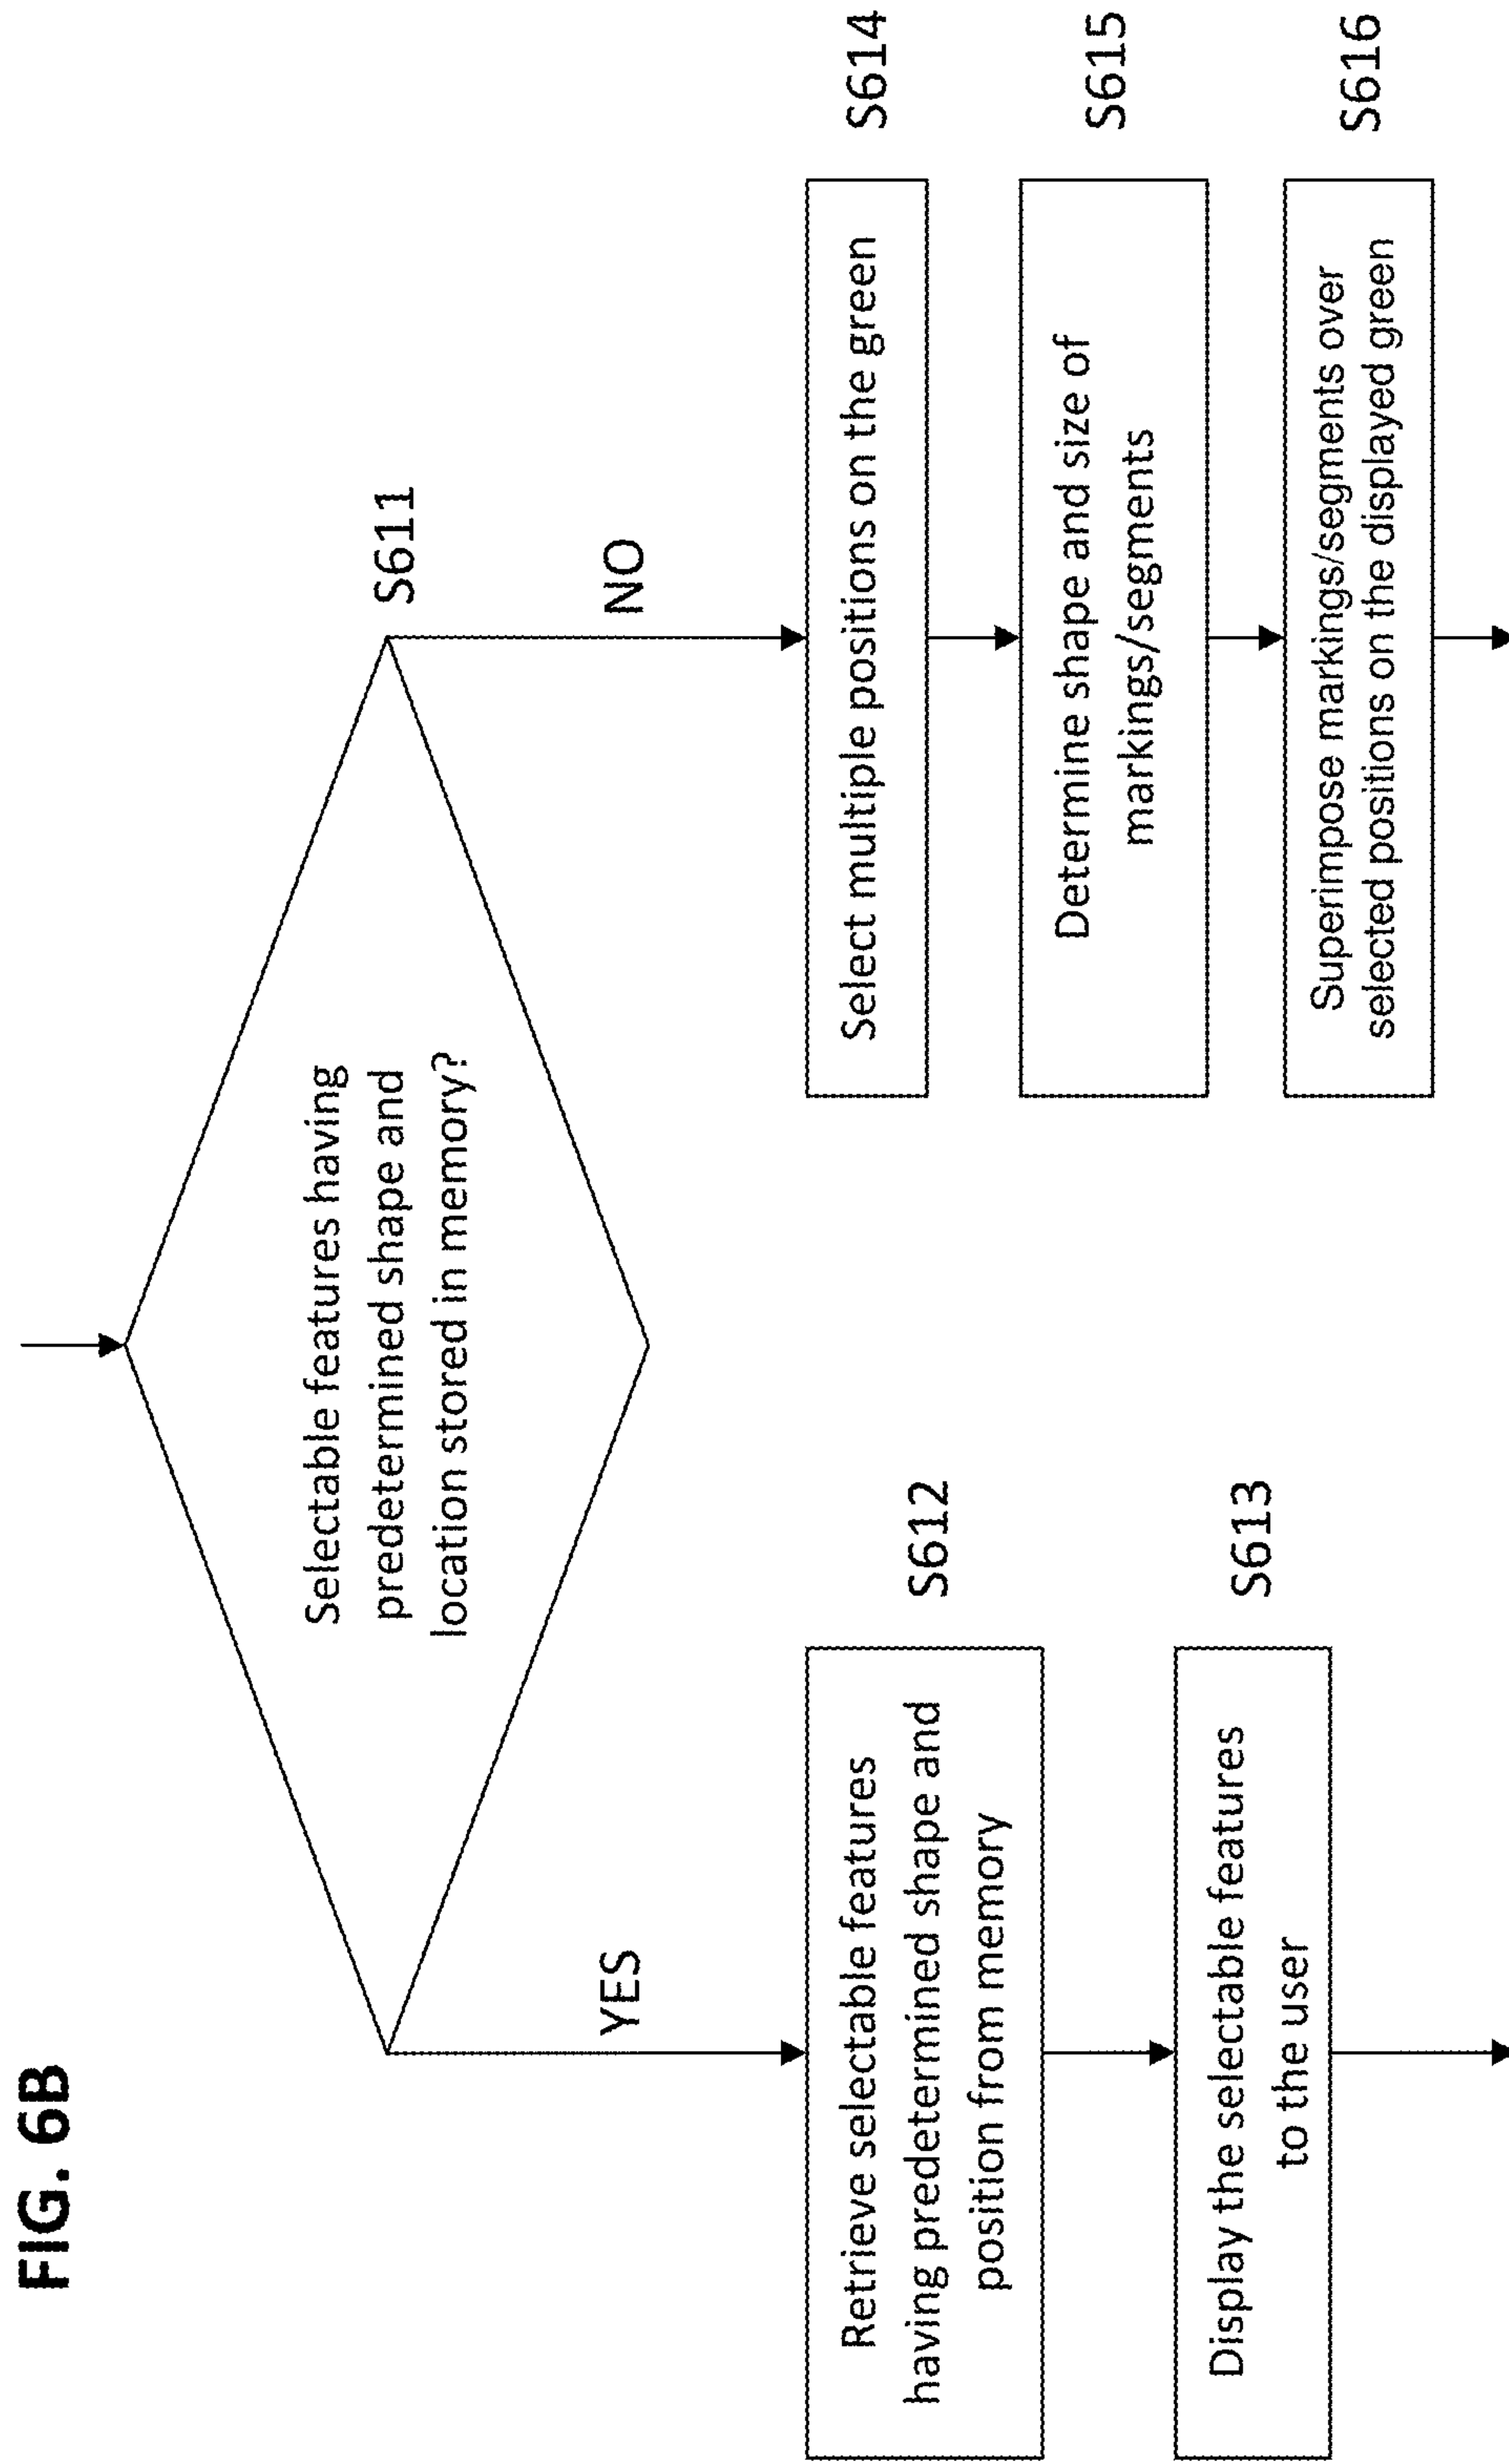 FIG. 6B
S611
Selectable features having
predetermined shape and
location stored in memory?
YES
NO
Retrieve selectable features
having predetermined shape and
position from memory
S612
Display the selectable features
to the user
S613
Select multiple positions on the green
S614
Determine shape and size of
markings/segments
S615
Superimpose markings/segments over
selected positions on the displayed green
S616